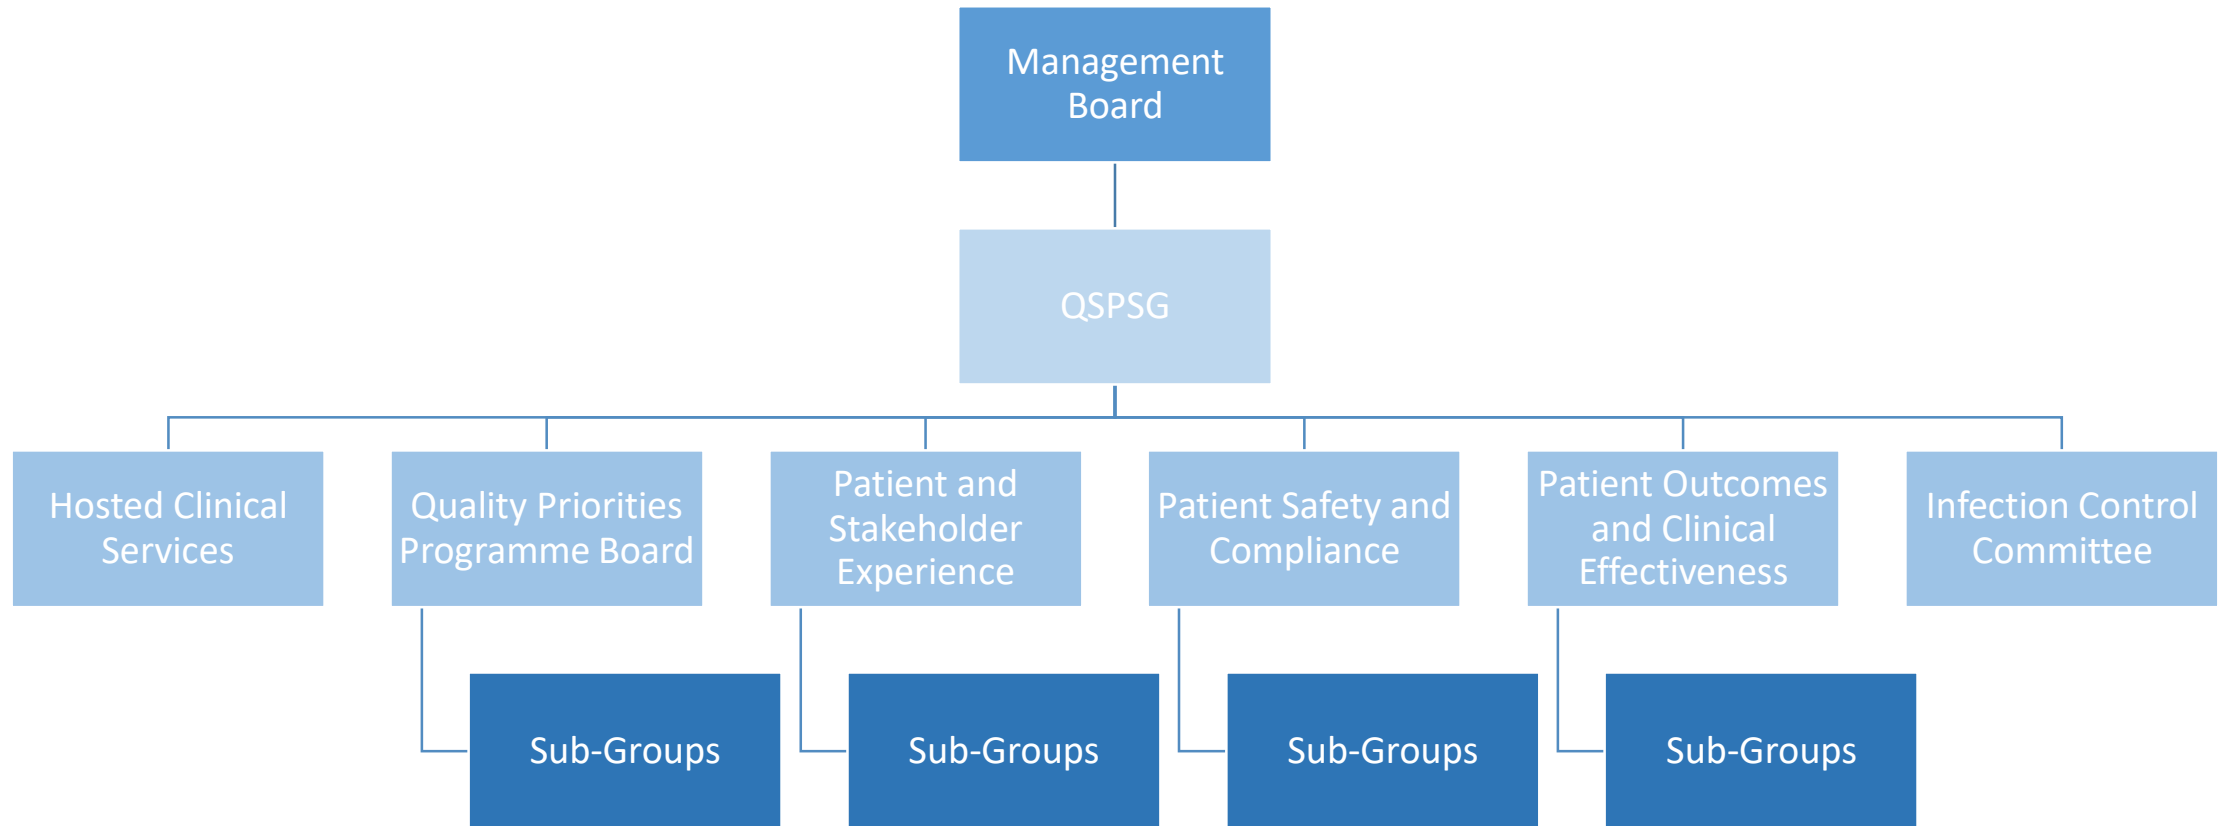 Management
Board
QSPSG
Hosted Clinical
Services
Quality Priorities
Programme Board
Patient and
Stakeholder
Experience
Patient Safety and
Compliance
Patient Outcomes
and Clinical
Effectiveness
Infection Control
Committee
Sub-Groups
Sub-Groups
Sub-Groups
Sub-Groups